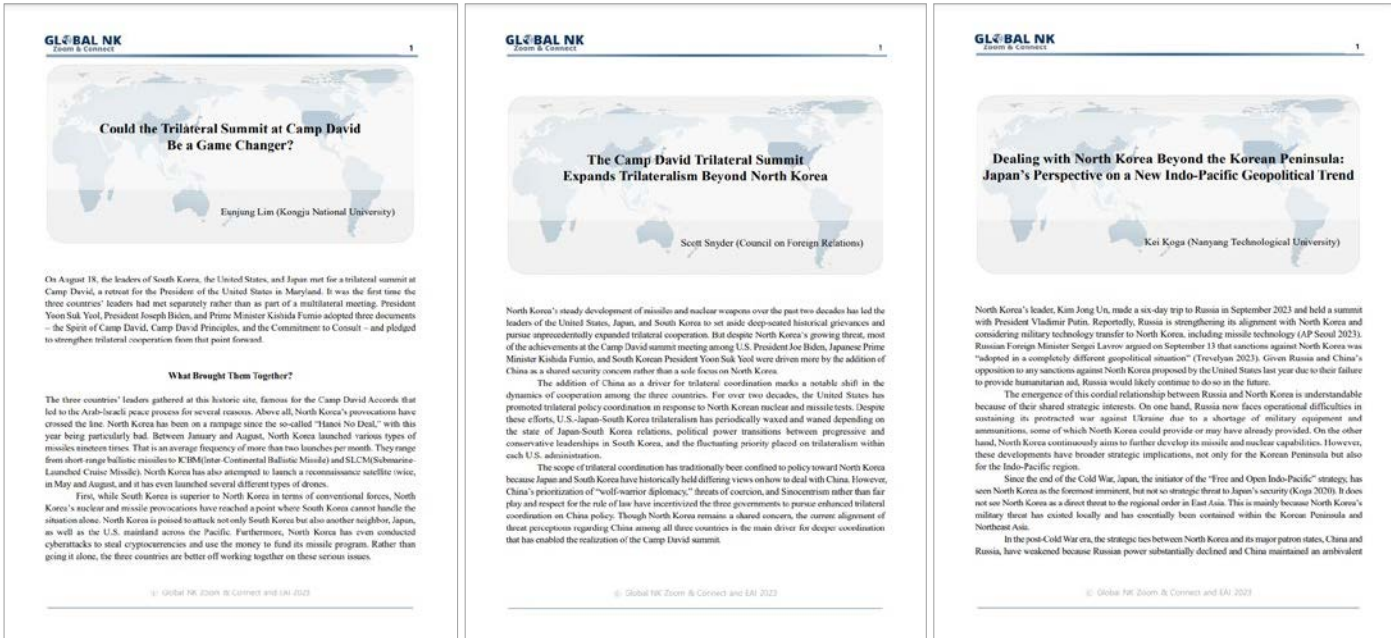 GLOBAL NK
Zoom & Connect
1
Could the Trilateral Summit at Camp David
Be a Game Changer?
Eunjung Lim (Kongju National University)
On August 18, the leaders of South Korea, the United States, and Japan met for a trilateral summit at
Camp David, a retreat for the President of the United States in Maryland. It was the first time the
three countries' leaders had met separately rather than as part of a multilateral meeting. President
Yoon Suk Yeol, President Joseph Biden, and Prime Minister Kishida Fumio adopted three documents
– the Spirit of Camp David, Camp David Principles, and the Commitment to Consult – and pledged
to strengthen trilateral cooperation from that point forward.
What Brought Them Together?
The three countries' leaders gathered at this historic site, famous for the Camp David Accords that
led to the Arab-Israeli peace process for several reasons. Above all, North Korea's provocations have
crossed the line. North Korea has been on a rampage since the so-called "Hanoi No Deal," with this
year being particularly bad. Between January and August, North Korea launched various types of
missiles nineteen times. That is an average frequency of more than two launches per month. They range
from short-range ballistic missiles to ICBM(Inter-Continental Ballistic Missile) and SLCM(Submarine-
Launched Cruise Missile). North Korea has also attempted to launch a reconnaissance satellite twice,
in May and August, and it has even launched several different types of drones.
First, while South Korea is superior to North Korea in terms of conventional forces, North
Korea's nuclear and missile provocations have reached a point where South Korea cannot handle the
situation alone. North Korea is poised to attack not only South Korea but also another neighbor, Japan,
as well as the U.S. mainland across the Pacific. Furthermore, North Korea has even conducted
cyberattacks to steal cryptocurrencies and use the money to fund its missile program. Rather than
going it alone, the three countries are better off working together on these serious issues.
© Global NK Zoom & Connect and EAI 2023
GLOBAL NK
Zoom & Connect
1
The Camp David Trilateral Summit
Expands Trilateralism Beyond North Korea
Scott Snyder (Council on Foreign Relations)
North Korea's steady development of missiles and nuclear weapons over the past two decades has led the
leaders of the United States, Japan, and South Korea to set aside deep-seated historical grievances and
pursue unprecedentedly expanded trilateral cooperation. But despite North Korea's growing threat, most
of the achievements at the Camp David summit meeting among U.S. President Joe Biden, Japanese Prime
Minister Kishida Fumio, and South Korean President Yoon Suk Yeol were driven more by the addition of
China as a shared security concern rather than a sole focus on North Korea.
The addition of China as a driver for trilateral coordination marks a notable shift in the
dynamics of cooperation among the three countries. For over two decades, the United States has
promoted trilateral policy coordination in response to North Korean nuclear and missile tests. Despite
these efforts, U.S.-Japan-South Korea trilateralism has periodically waxed and waned depending on
the state of Japan-South Korea relations, political power transitions between progressive and
conservative leaderships in South Korea, and the fluctuating priority placed on trilateralism within
each U.S. administration.
The scope of trilateral coordination has traditionally been confined to policy toward North Korea
because Japan and South Korea have historically held differing views on how to deal with China. However,
China's prioritization of "wolf-warrior diplomacy," threats of coercion, and Sinocentrism rather than fair
play and respect for the rule of law have incentivized the three governments to pursue enhanced trilateral
coordination on China policy. Though North Korea remains a shared concern, the current alignment of
threat perceptions regarding China among all three countries is the main driver for deeper coordination
that has enabled the realization of the Camp David summit.
© Global NK Zoom & Connect and EAI 2023
GLOBAL NK
Zoom & Connect
1
Dealing with North Korea Beyond the Korean Peninsula:
Japan's Perspective on a New Indo-Pacific Geopolitical Trend
Kei Koga (Nanyang Technological University)
North Korea's leader, Kim Jong Un, made a six-day trip to Russia in September 2023 and held a summit
with President Vladimir Putin. Reportedly, Russia is strengthening its alignment with North Korea and
considering military technology transfer to North Korea, including missile technology (AP Seoul 2023).
Russian Foreign Minister Sergei Lavrov argued on September 13 that sanctions against North Korea was
"adopted in a completely different geopolitical situation" (Trevelyan 2023). Given Russia and China's
opposition to any sanctions against North Korea proposed by the United States last year due to their failure
to provide humanitarian aid, Russia would likely continue to do so in the future.
The emergence of this cordial relationship between Russia and North Korea is understandable
because of their shared strategic interests. On one hand, Russia now faces operational difficulties in
sustaining its protracted war against Ukraine due to a shortage of military equipment and
ammunitions, some of which North Korea could provide or may have already provided. On the other
hand, North Korea continuously aims to further develop its missile and nuclear capabilities. However,
these developments have broader strategic implications, not only for the Korean Peninsula but also
for the Indo-Pacific region.
Since the end of the Cold War, Japan, the initiator of the "Free and Open Indo-Pacific" strategy, has
seen North Korea as the foremost imminent, but not so strategic threat to Japan's security (Koga 2020). It does
not see North Korea as a direct threat to the regional order in East Asia. This is mainly because North Korea's
military threat has existed locally and has essentially been contained within the Korean Peninsula and
Northeast Asia.
In the post-Cold War era, the strategic ties between North Korea and its major patron states, China and
Russia, have weakened because Russian power substantially declined and China maintained an ambivalent
© Global NK Zoom & Connect and EAI 2023